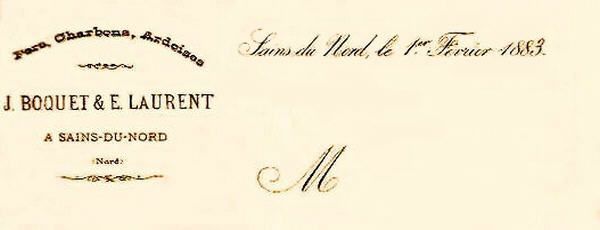 Fers, Charbons, Ardoises
J. BOQUET & E. LAURENT
A SAINS-DU-NORD
(Nord)
Sains du Nord, le 1er Février 1883.
M